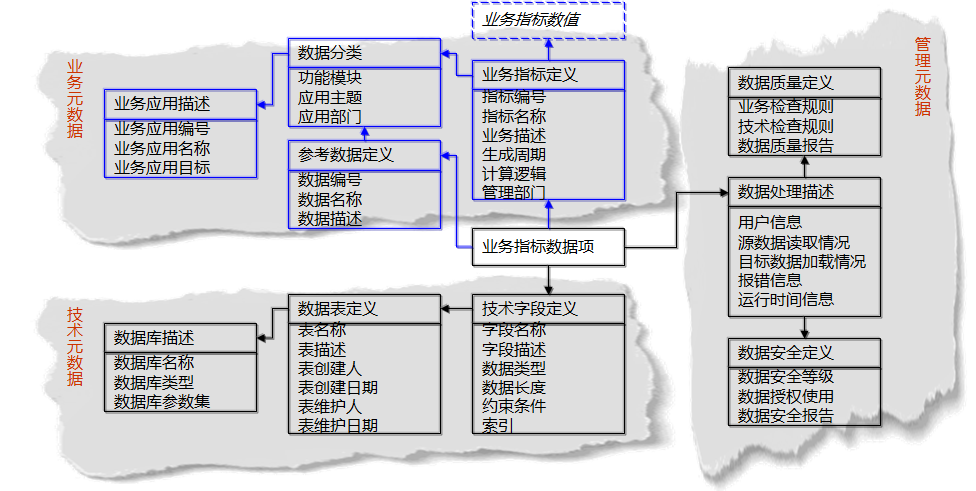 业务指标数值
业务元数据
业务应用描述
业务应用编号
业务应用名称
业务应用目标
数据分类
功能模块
应用主题
应用部门
参考数据定义
数据编号
数据名称
数据描述
业务指标定义
指标编号
指标名称
业务描述
生成周期
计算逻辑
管理部门
业务指标数据项
管理元数据
数据质量定义
业务检查规则
技术检查规则
数据质量报告
数据处理描述
用户信息
源数据读取情况
目标数据加载情况
报错信息
运行时间信息
数据安全定义
数据安全等级
数据授权使用
数据安全报告
技术元数据
数据库描述
数据库名称
数据库类型
数据库参数集
数据表定义
表名称
表描述
表创建人
表创建日期
表维护人
表维护日期
技术字段定义
字段名称
字段描述
数据类型
数据长度
约束条件
索引